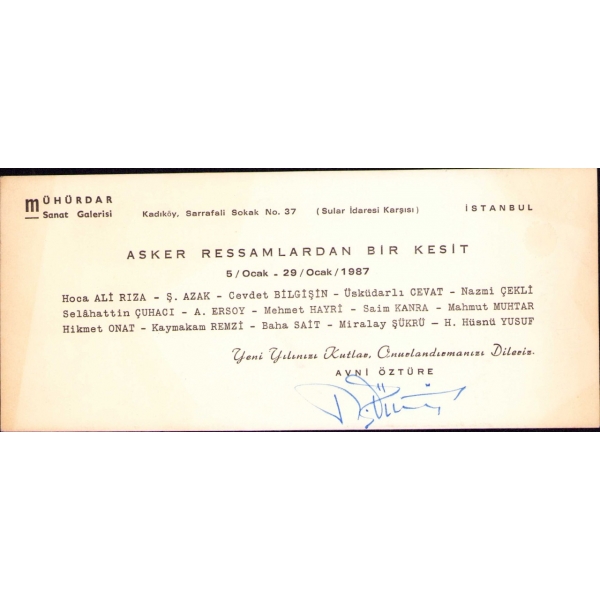 MÜHÜRDAR
Sanat Galerisi Kadıköy, Sarrafali Sokak No. 37 (Sular İdaresi Karşısı) İSTANBUL
ASKER RESSAMLARDAN BİR KESİT
5/Ocak - 29/Ocak/1987
Hoca ALİ RIZA - Ş. AZAK - Cevdet BİLGİŞİN - Üsküdarlı CEVAT - Nazmi ÇEKLİ
Selâhattin ÇUHACI - A. ERSOY - Mehmet HAYRİ - Saim KANRA - Mahmut MUHTAR
Hikmet ONAT - Kaymakam REMZİ - Baha SAİT - Miralay ŞÜKRÜ - H. Hüsnü YUSUF
Yeni Yılınızı Kutlar, Onurlandırmanızı Dileriz.
AVNİ ÖZTÜRE